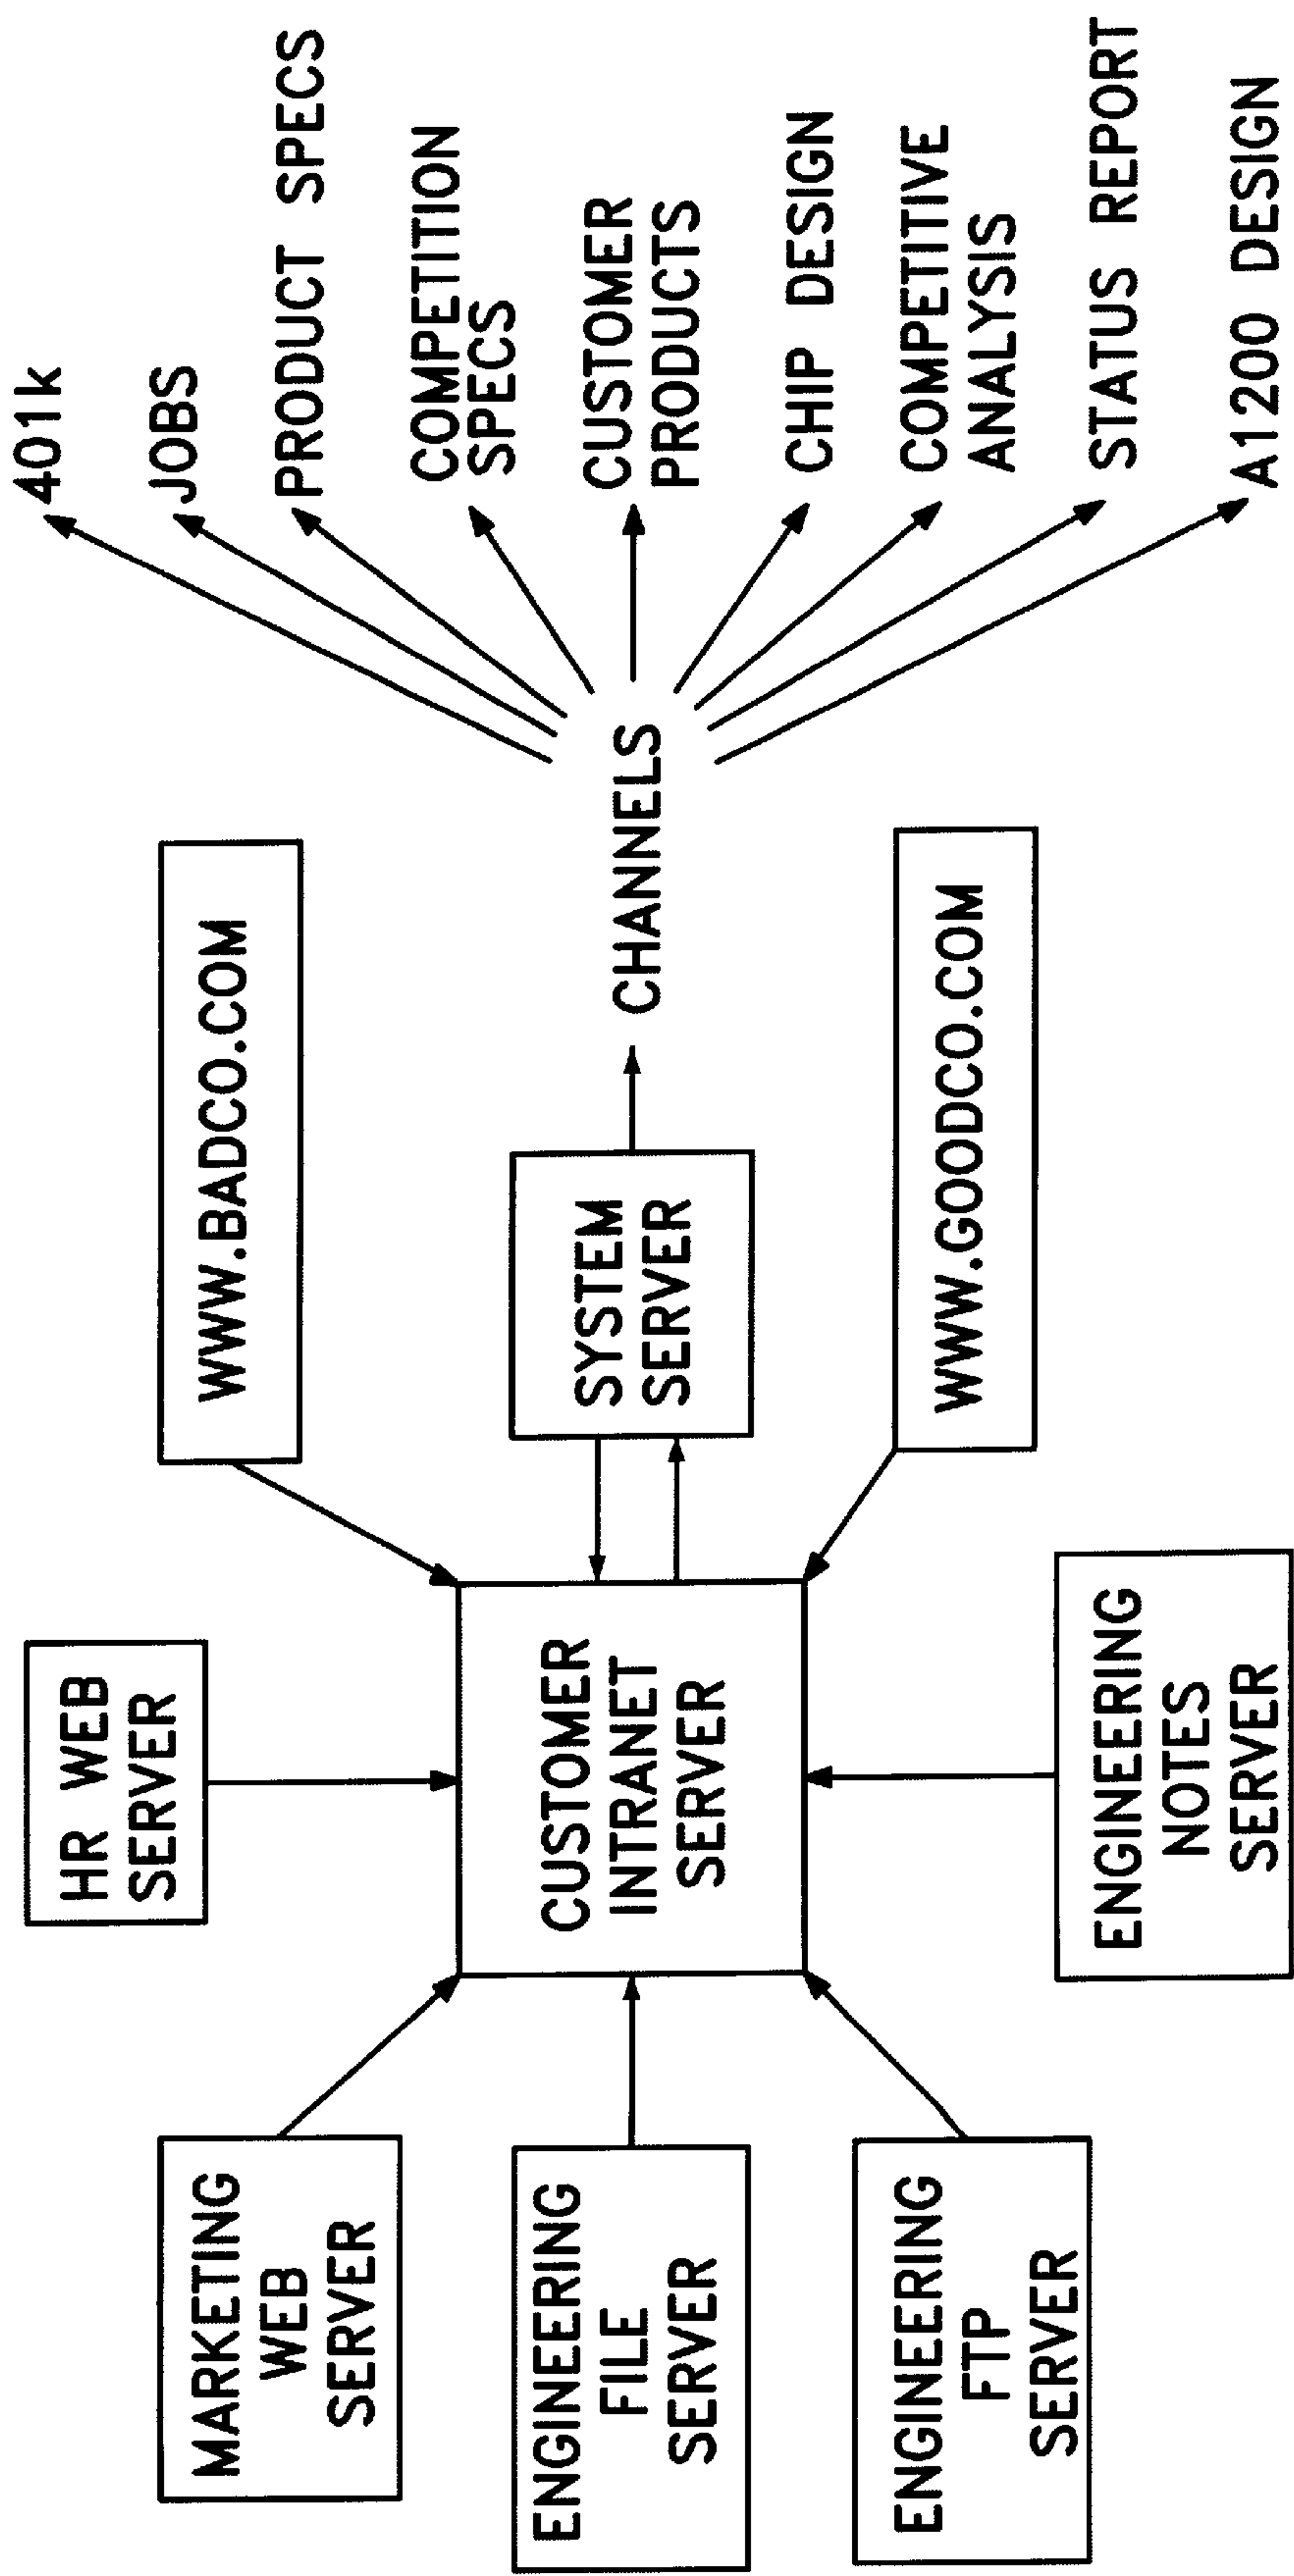 MARKETING
WEB
SERVER
ENGINEERING
FILE
SERVER
ENGINEERING
FTP
SERVER
HR WEB
SERVER
CUSTOMER
INTRANET
SERVER
ENGINEERING
NOTES
SERVER
WWW.BADCO.COM
SYSTEM
SERVER
WWW.GOODCO.COM
CHANNELS
401k
JOBS
PRODUCT SPECS
COMPETITION
SPECS
CUSTOMER
PRODUCTS
CHIP DESIGN
COMPETITIVE
ANALYSIS
STATUS REPORT
A1200 DESIGN